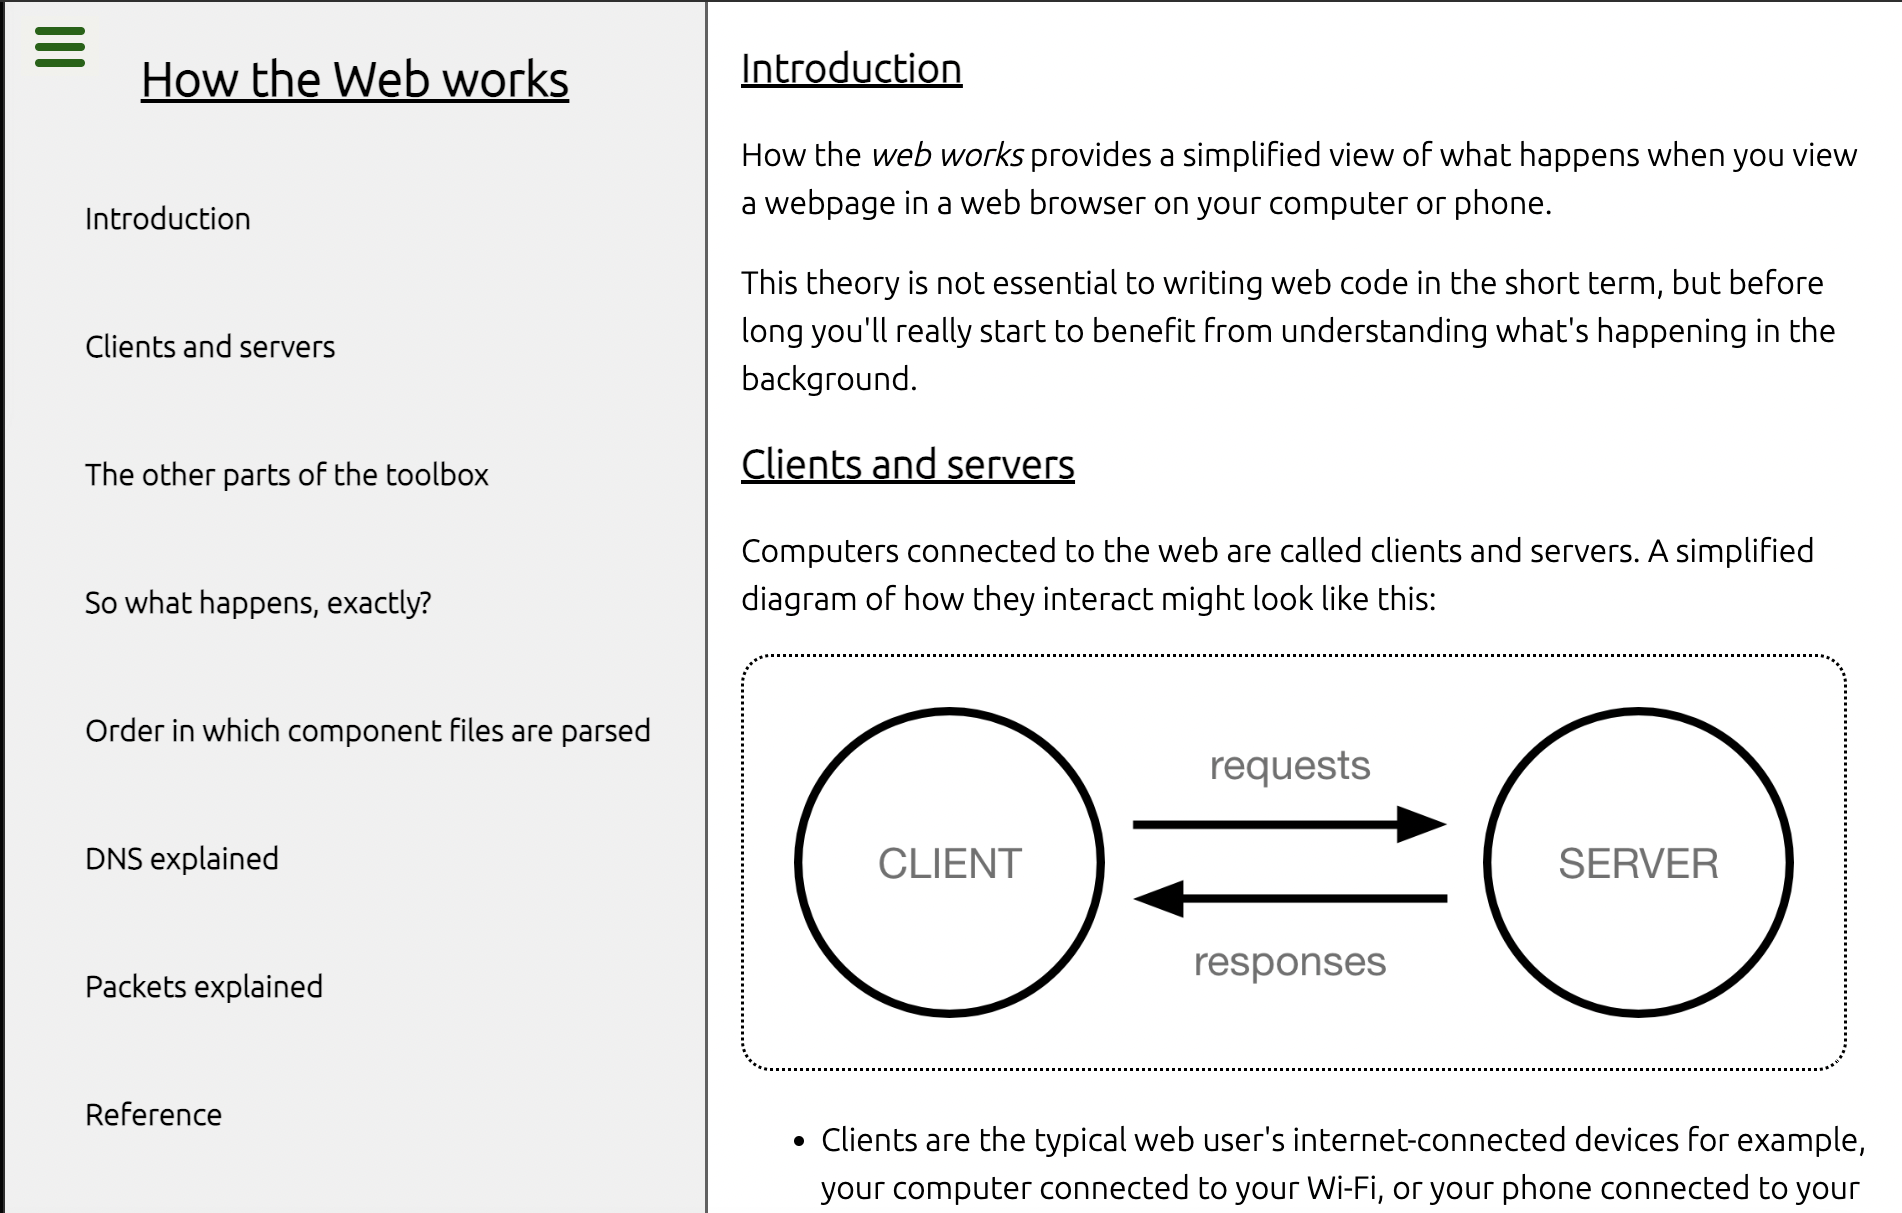 How the Web works
Introduction
Clients and servers
The other parts of the toolbox
So what happens, exactly?
Order in which component files are parsed
DNS explained
Packets explained
Reference
Introduction
How the web works provides a simplified view of what happens when you view
a webpage in a web browser on your computer or phone.
This theory is not essential to writing web code in the short term, but before
long you'll really start to benefit from understanding what's happening in the
background.
Clients and servers
Computers connected to the web are called clients and servers. A simplified
diagram of how they interact might look like this:
requests
CLIENT
SERVER
responses
• Clients are the typical web user's internet-connected devices for example,
your computer connected to your Wi-Fi, or your phone connected to your